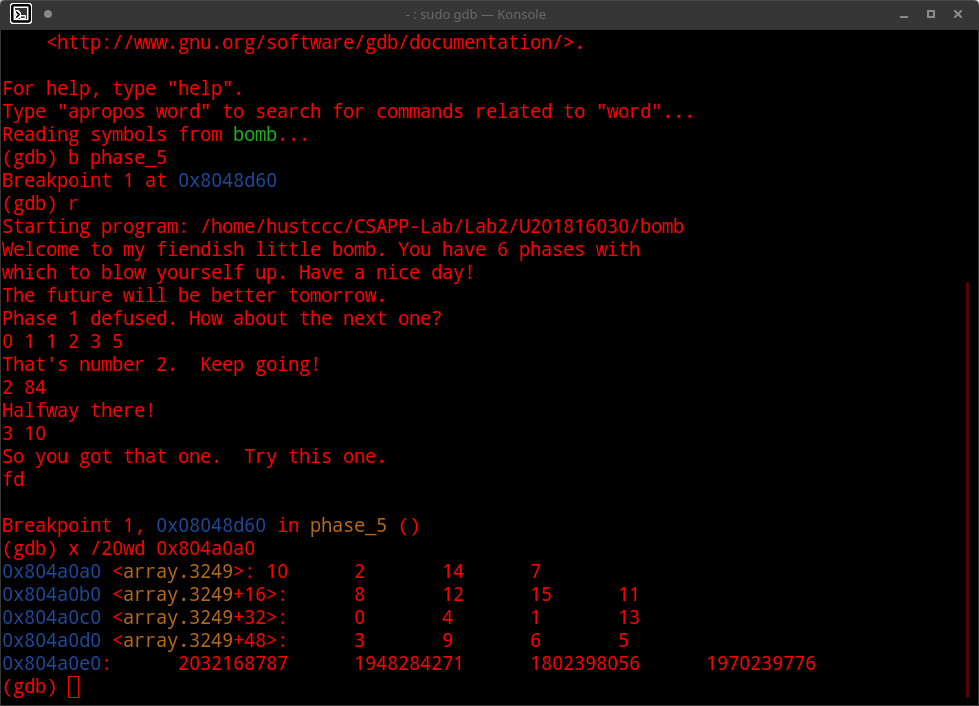 - : sudo gdb — Konsole
<http://www.gnu.org/software/gdb/documentation/>.
For help, type "help".
Type "apropos word" to search for commands related to "word"...
Reading symbols from bomb...
(gdb) b phase_5
Breakpoint 1 at 0x8048d60
(gdb) r
Starting program: /home/hustccc/CSAPP-Lab/Lab2/U201816030/bomb
Welcome to my fiendish little bomb. You have 6 phases with
which to blow yourself up. Have a nice day!
The future will be better tomorrow.
Phase 1 defused. How about the next one?
0 1 1 2 3 5
That's number 2.  Keep going!
2 84
Halfway there!
3 10
So you got that one.  Try this one.
fd
Breakpoint 1, 0x08048d60 in phase_5 ()
(gdb) x /20wd 0x804a0a0
0x804a0a0 <array.3249>: 10 2 14 7
0x804a0b0 <array.3249+16>: 8 12 15 11
0x804a0c0 <array.3249+32>: 0 4 1 13
0x804a0d0 <array.3249+48>: 3 9 6 5
0x804a0e0: 2032168787 1948284271 1802398056 1970239776
(gdb)